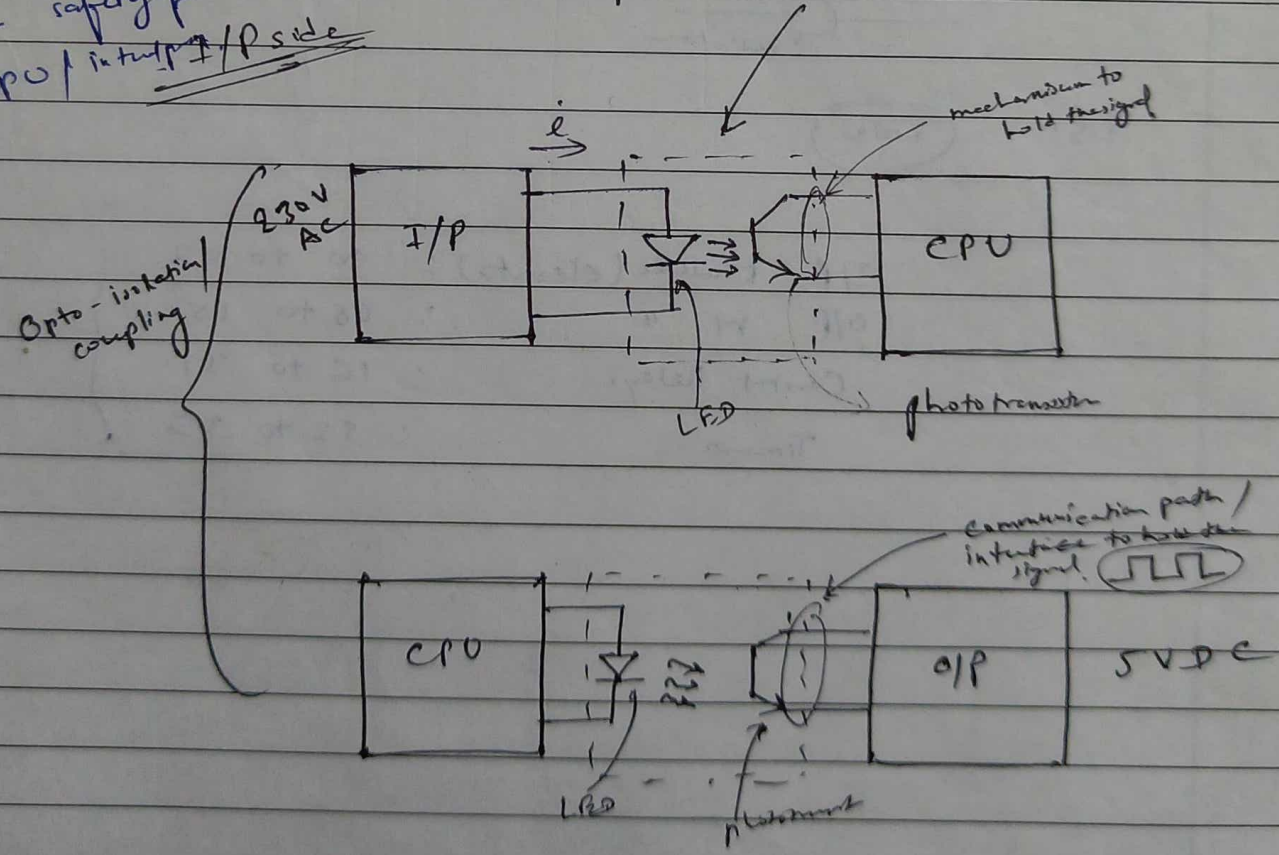 safety p
I/P side
i
mechanism to
hold the signal
230V
AC
I/P
CPU
Opto-isolation/
coupling
LED
phototransistor
communication path/
interface to hold the
signal.
CPU
O/P
5VDC
LED